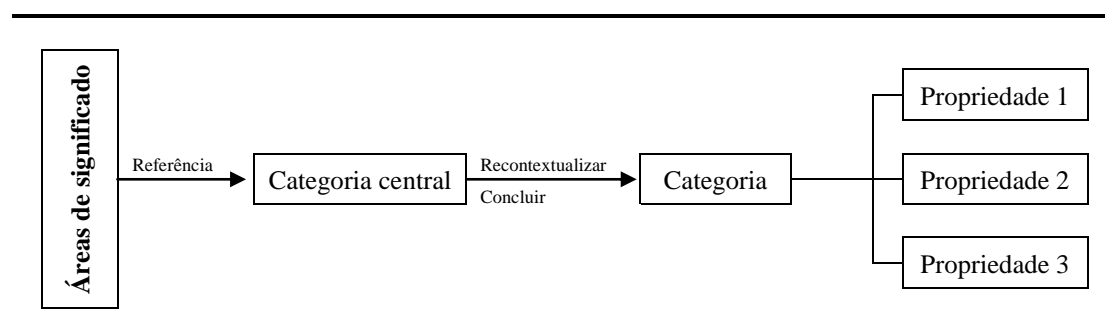 Áreas de significado
Referência
Categoria central
Recontextualizar
Concluir
Categoria
Propriedade 1
Propriedade 2
Propriedade 3